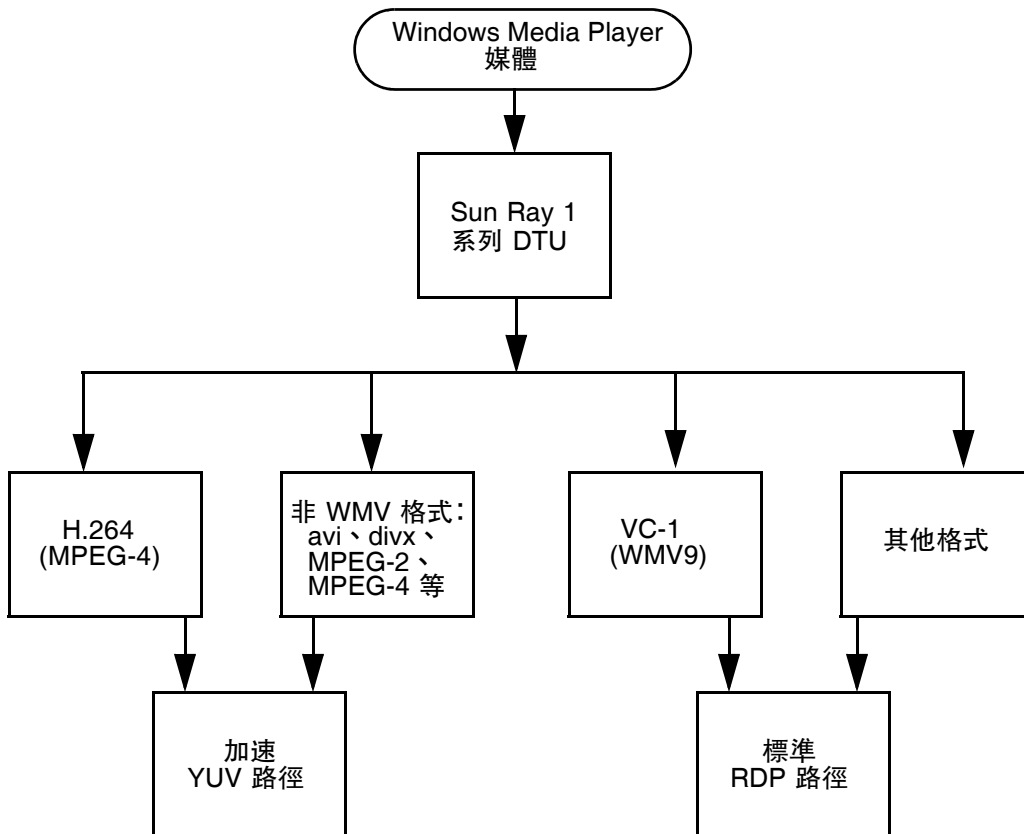 Windows Media Player
媒體
Sun Ray 1
系列 DTU
H.264
(MPEG-4)
非 WMV 格式：
avi、divx、
MPEG-2、
MPEG-4 等
VC-1
(WMV9)
其他格式
加速
YUV 路徑
標準
RDP 路徑